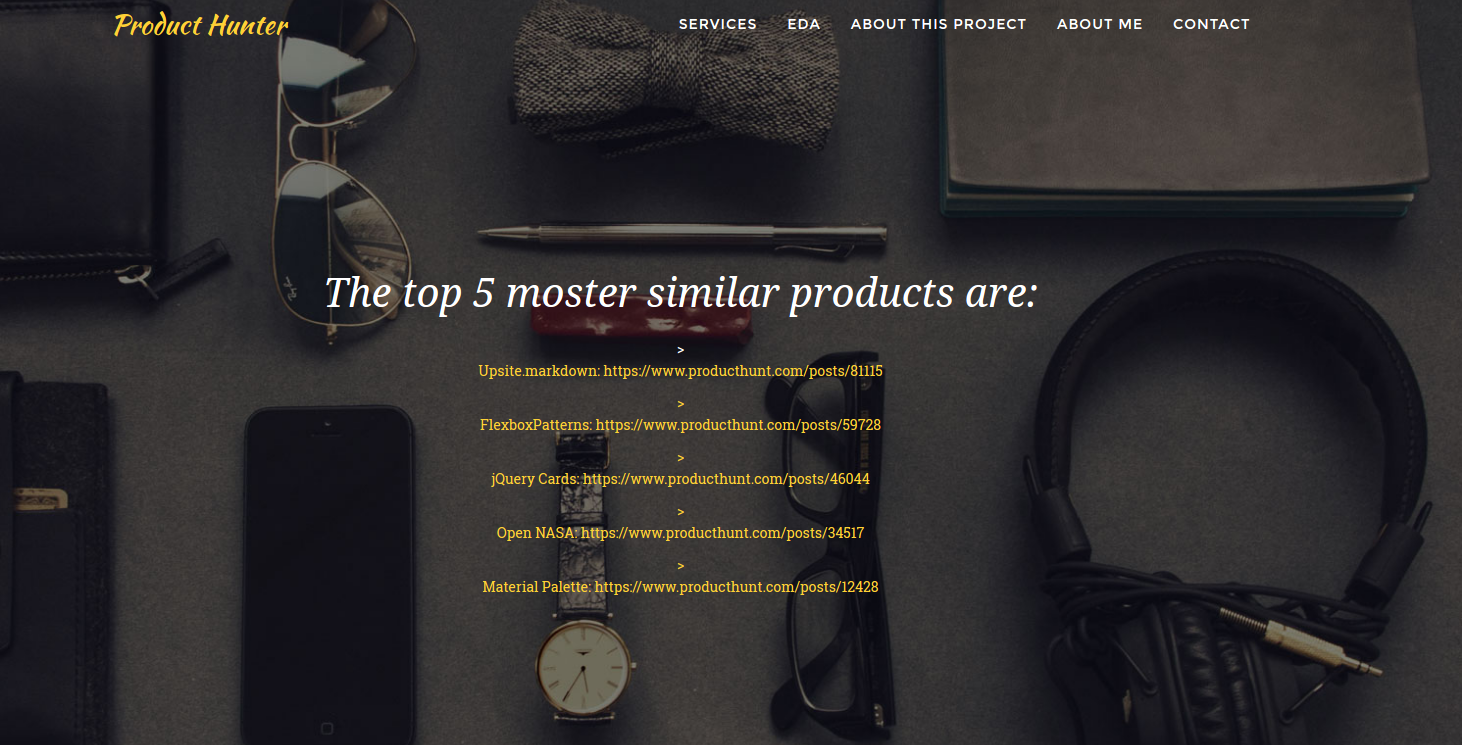 Product Hunter
SERVICES EDA ABOUT THIS PROJECT ABOUT ME CONTACT
The top 5 moster similar products are:
>
Upsite.markdown: https://www.producthunt.com/posts/81115
>
FlexboxPatterns: https://www.producthunt.com/posts/59728
>
jQuery Cards: https://www.producthunt.com/posts/46044
>
Open NASA: https://www.producthunt.com/posts/34517
>
Material Palette: https://www.producthunt.com/posts/12428